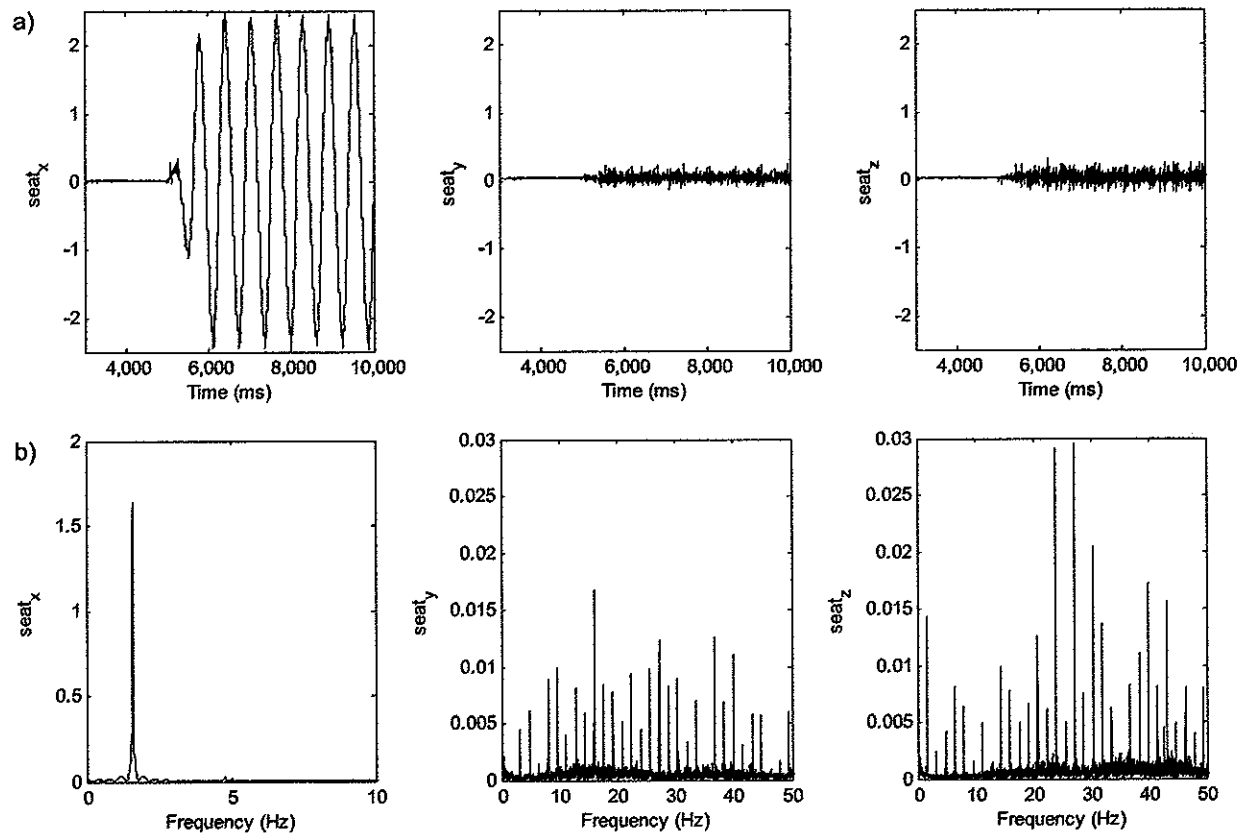 a)
2
1
0
-1
-2
seat_x
4,000 6,000 8,000 10,000
Time (ms)
2
1
0
-1
-2
seat_y
4,000 6,000 8,000 10,000
Time (ms)
2
1
0
-1
-2
seat_z
4,000 6,000 8,000 10,000
Time (ms)
b)
2
1.5
1
0.5
0
seat_x
0 5 10
Frequency (Hz)
0.03
0.025
0.02
0.015
0.01
0.005
0
seat_y
0 10 20 30 40 50
Frequency (Hz)
0.03
0.025
0.02
0.015
0.01
0.005
0
seat_z
0 10 20 30 40 50
Frequency (Hz)